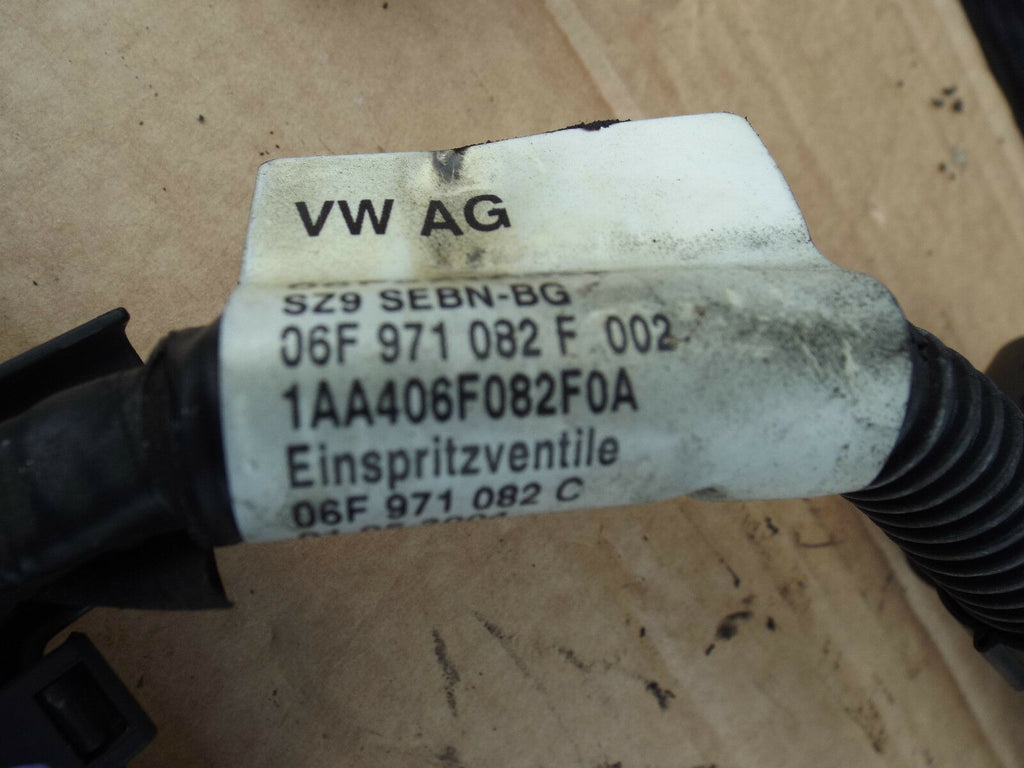 VW AG
SZ9 SEBN-BG
06F 971 082 F 002
1AA406F082F0A
Einspritzventile
06F 971 082 C